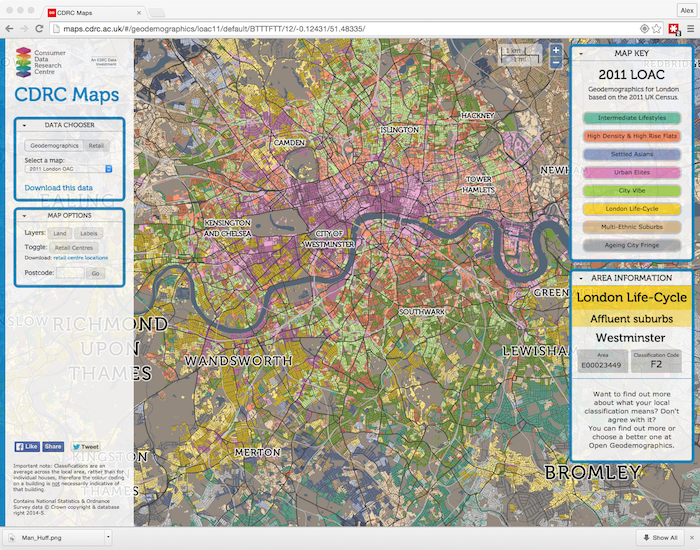 CDRC Maps
Alex
maps.cdrc.ac.uk/#/geodemographics/loac11/default/BTTTFTT/12/-0.12431/51.48335/
Consumer
Data
Research
Centre
An ESRC Data
Investment
CDRC Maps
DATA CHOOSER
Geodemographics
Retail
Select a map:
2011 London OAC
Download this data
MAP OPTIONS
Layers:
Land
Labels
Toggle:
Retail Centres
Download: retail centre locations
Postcode:
Go
EALING
SLOW
RICHMOND
UPON
THAMES
KINGSTON
THAMES
Like
Share
Tweet
Important note: Classifications are an
average across the local area, rather than for
individual houses, therefore the colour coding
on a building is not necessarily indicative of
that building.
Contains National Statistics & Ordnance
Survey data © Crown copyright & database
right 2014-5.
1 km
1 mi
+
−
HACKNEY
ISLINGTON
CAMDEN
NEWH
TOWER
HAMLETS
KENSINGTON
AND CHELSEA
CITY OF
WESTMINSTER
GREEN
SOUTHWARK
LEWISHA
WANDSWORTH
MERTON
BROMLEY
REDBRIDGE
MAP KEY
2011 LOAC
Geodemographics for London
based on the 2011 UK Census.
Intermediate Lifestyles
High Density & High Rise Flats
Settled Asians
Urban Elites
City Vibe
London Life-Cycle
Multi-Ethnic Suburbs
Ageing City Fringe
AREA INFORMATION
London Life-Cycle
Affluent suburbs
Westminster
Area
E00023449
Classification Code
F2
Want to find out more
about what your local
classification means? Don't
agree with it?
You can find out more or
choose a better one at
Open Geodemographics.
Man_Huff.png
Show All